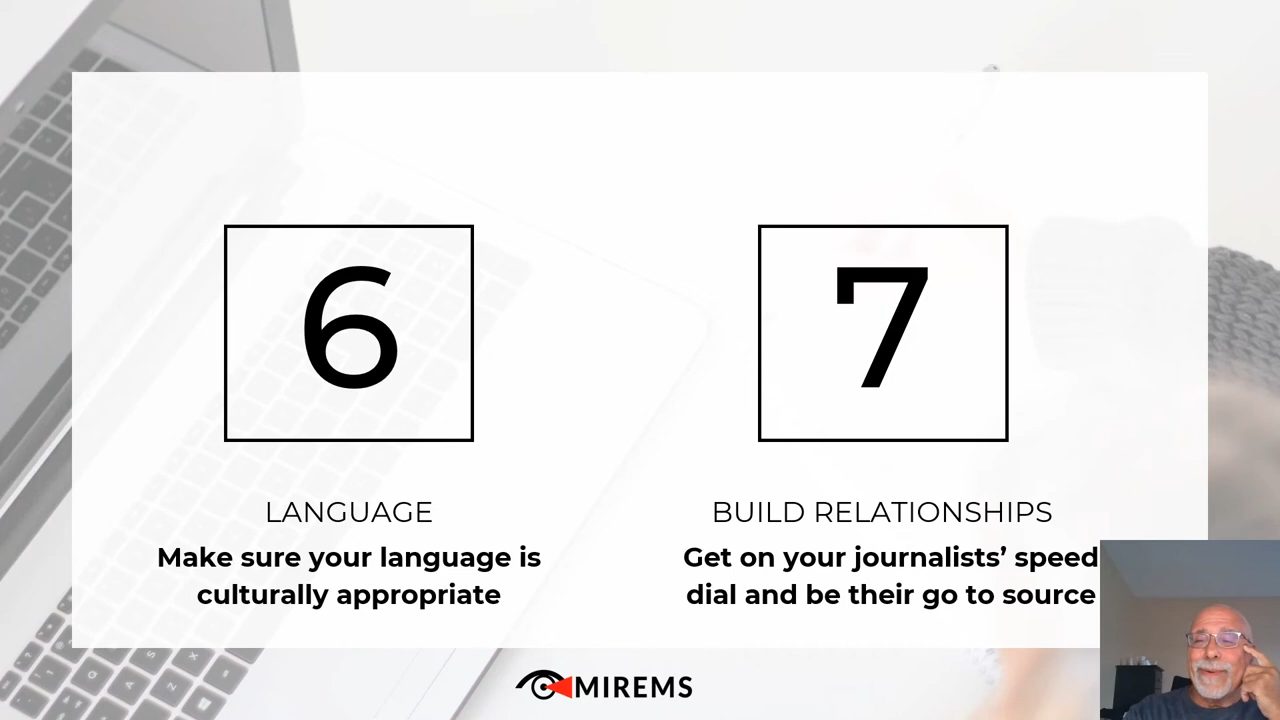 6
LANGUAGE
Make sure your language is
culturally appropriate
7
BUILD RELATIONSHIPS
Get on your journalists’ speed
dial and be their go to source
MIREMS